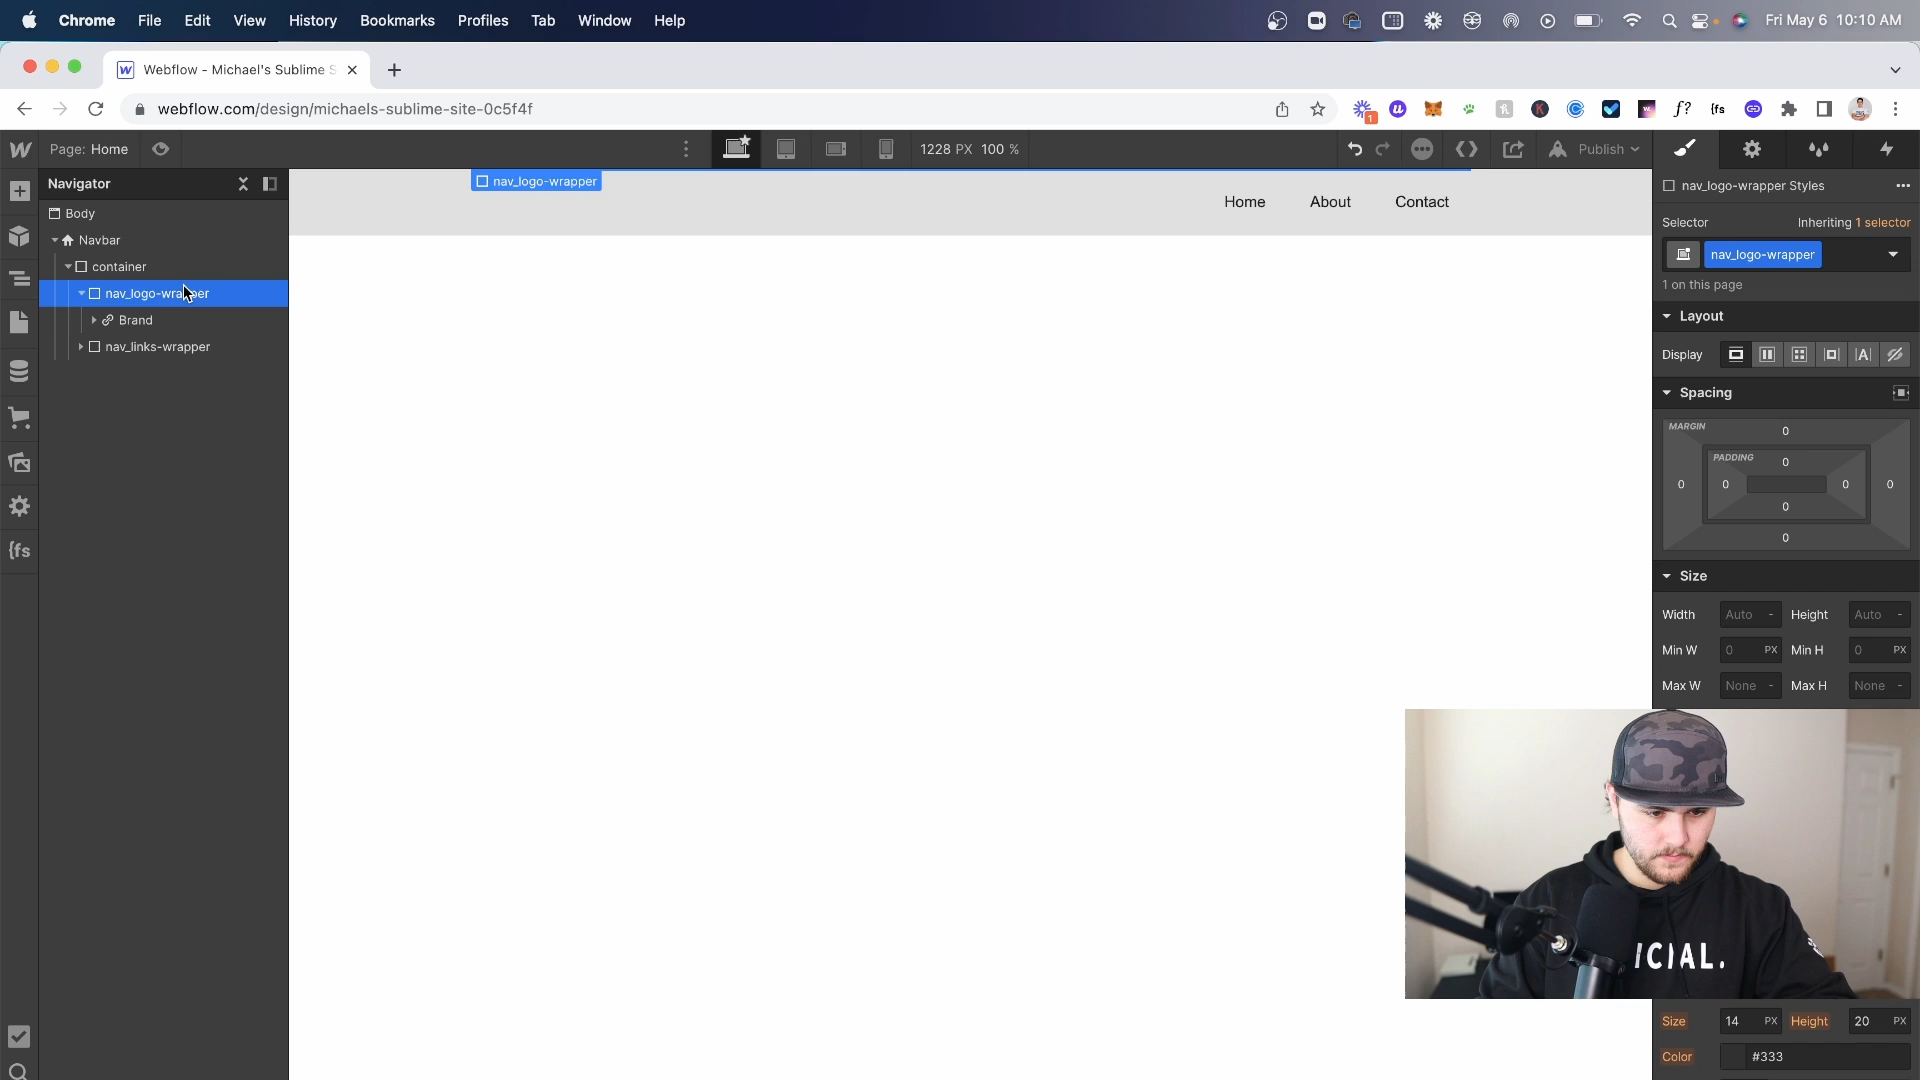 Chrome File Edit View History Bookmarks Profiles Tab Window Help Fri May 6 10:10 AM
Webflow - Michael's Sublime S
webflow.com/design/michaels-sublime-site-0c5f4f
Page: Home 1228 PX 100 % Publish
Navigator
Body
Navbar
container
nav_logo-wrapper
Brand
nav_links-wrapper
nav_logo-wrapper
Home About Contact
nav_logo-wrapper Styles
Selector Inheriting 1 selector
nav_logo-wrapper
1 on this page
Layout
Display
Spacing
MARGIN 0
PADDING 0
0 0 0 0
0
0
Size
Width Auto - Height Auto -
Min W 0 PX Min H 0 PX
Max W None - Max H None -
ICIAL.
Size 14 PX Height 20 PX
Color #333